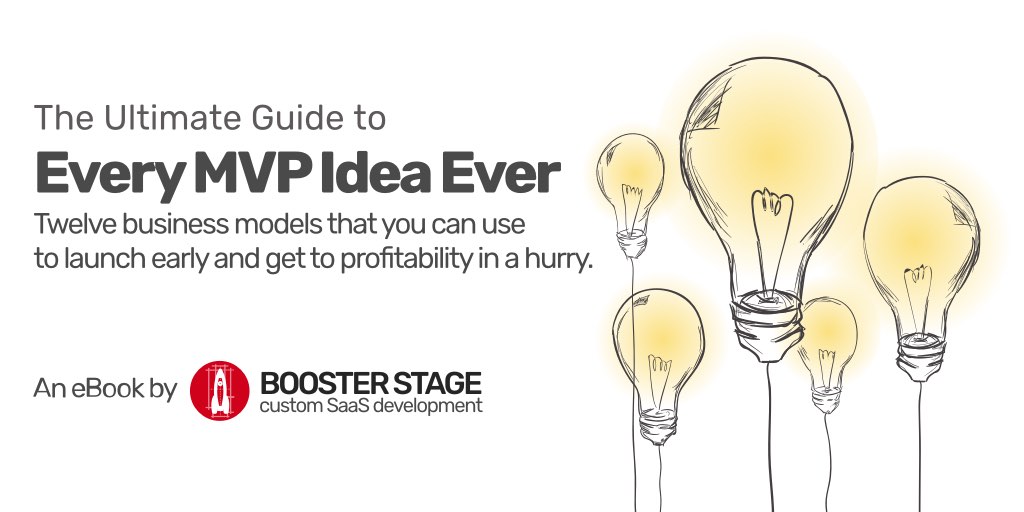 The Ultimate Guide to
Every MVP Idea Ever
Twelve business models that you can use
to launch early and get to profitability in a hurry.
An eBook by
BOOSTER STAGE
custom SaaS development